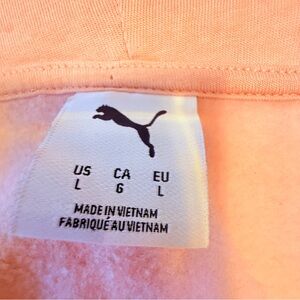 US CA EU
L G L
MADE IN VIETNAM
FABRIQUÉ AU VIETNAM